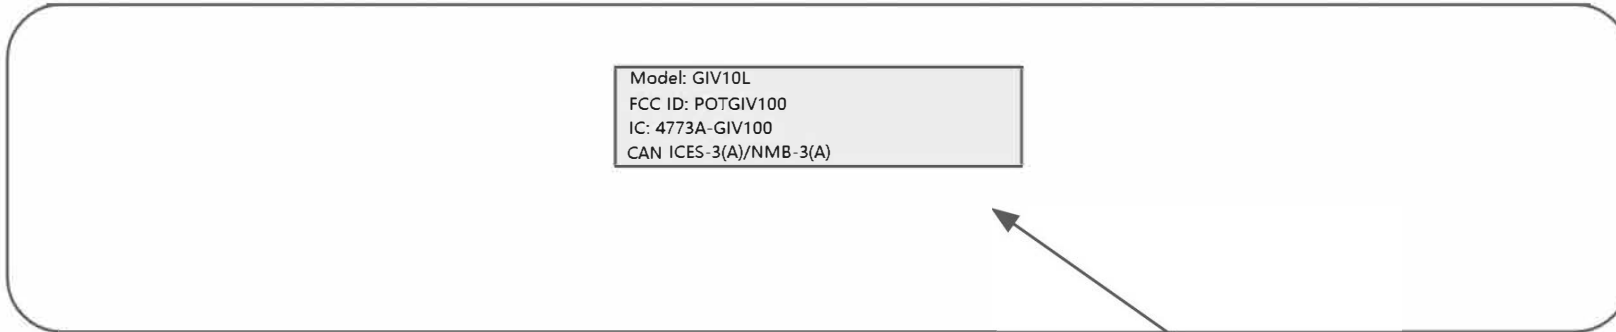 Model: GIV10L
FCC ID: POTGIV100
IC: 4773A-GIV100
CAN ICES-3(A)/NMB-3(A)